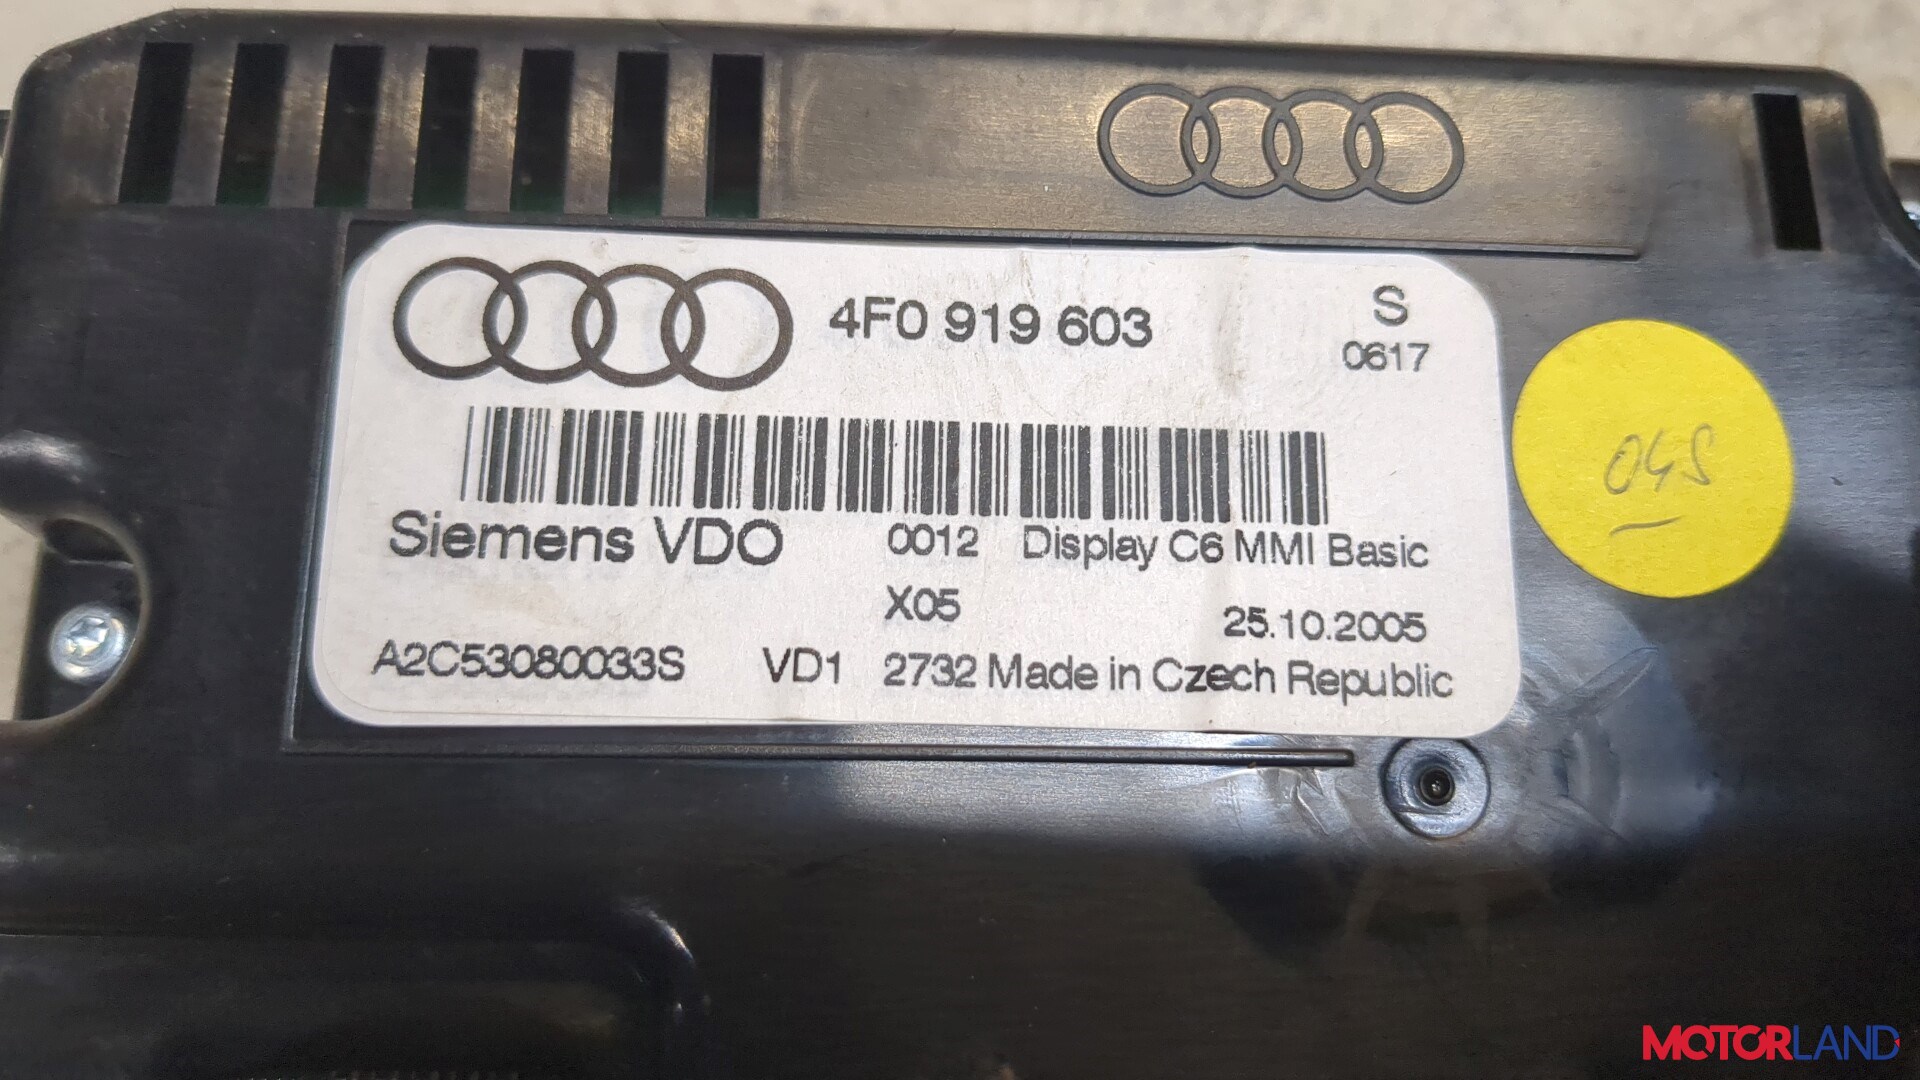 4F0 919 603
S
0617
Siemens VDO
0012 Display C6 MMI Basic
X05
25.10.2005
A2C53080033S VD1 2732 Made in Czech Republic
04S
MOTORLAND